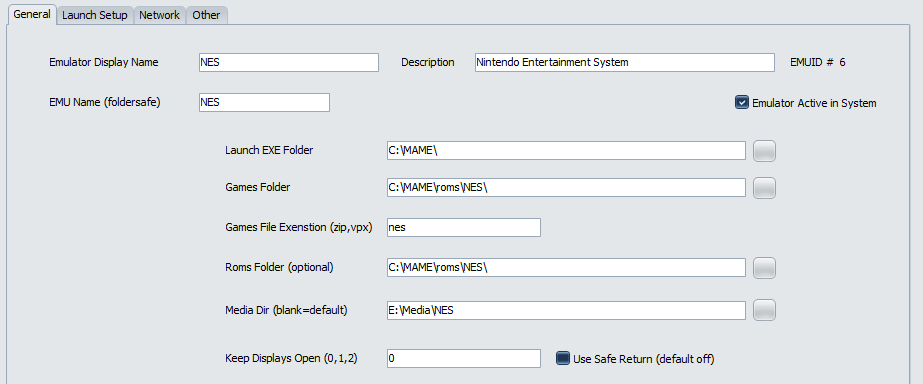 General Launch Setup Network Other
Emulator Display Name NES Description Nintendo Entertainment System EMUID # 6
EMU Name (foldersafe) NES Emulator Active in System
Launch EXE Folder C:\MAME\
Games Folder C:\MAME\roms\NES\
Games File Exenstion (zip,vpx) nes
Roms Folder (optional) C:\MAME\roms\NES\
Media Dir (blank=default) E:\Media\NES
Keep Displays Open (0,1,2) 0 Use Safe Return (default off)